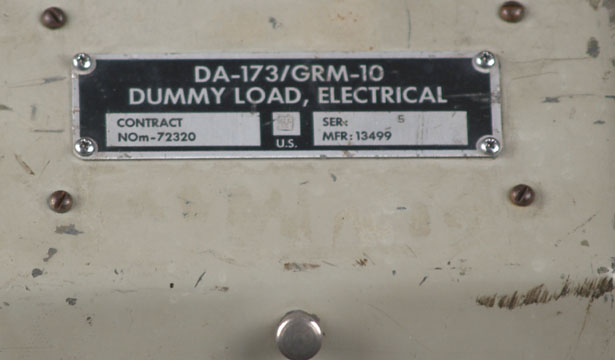 DA-173/GRM-10
DUMMY LOAD, ELECTRICAL
CONTRACT
NOm-72320
U.S.
SER: 5
MFR: 13499